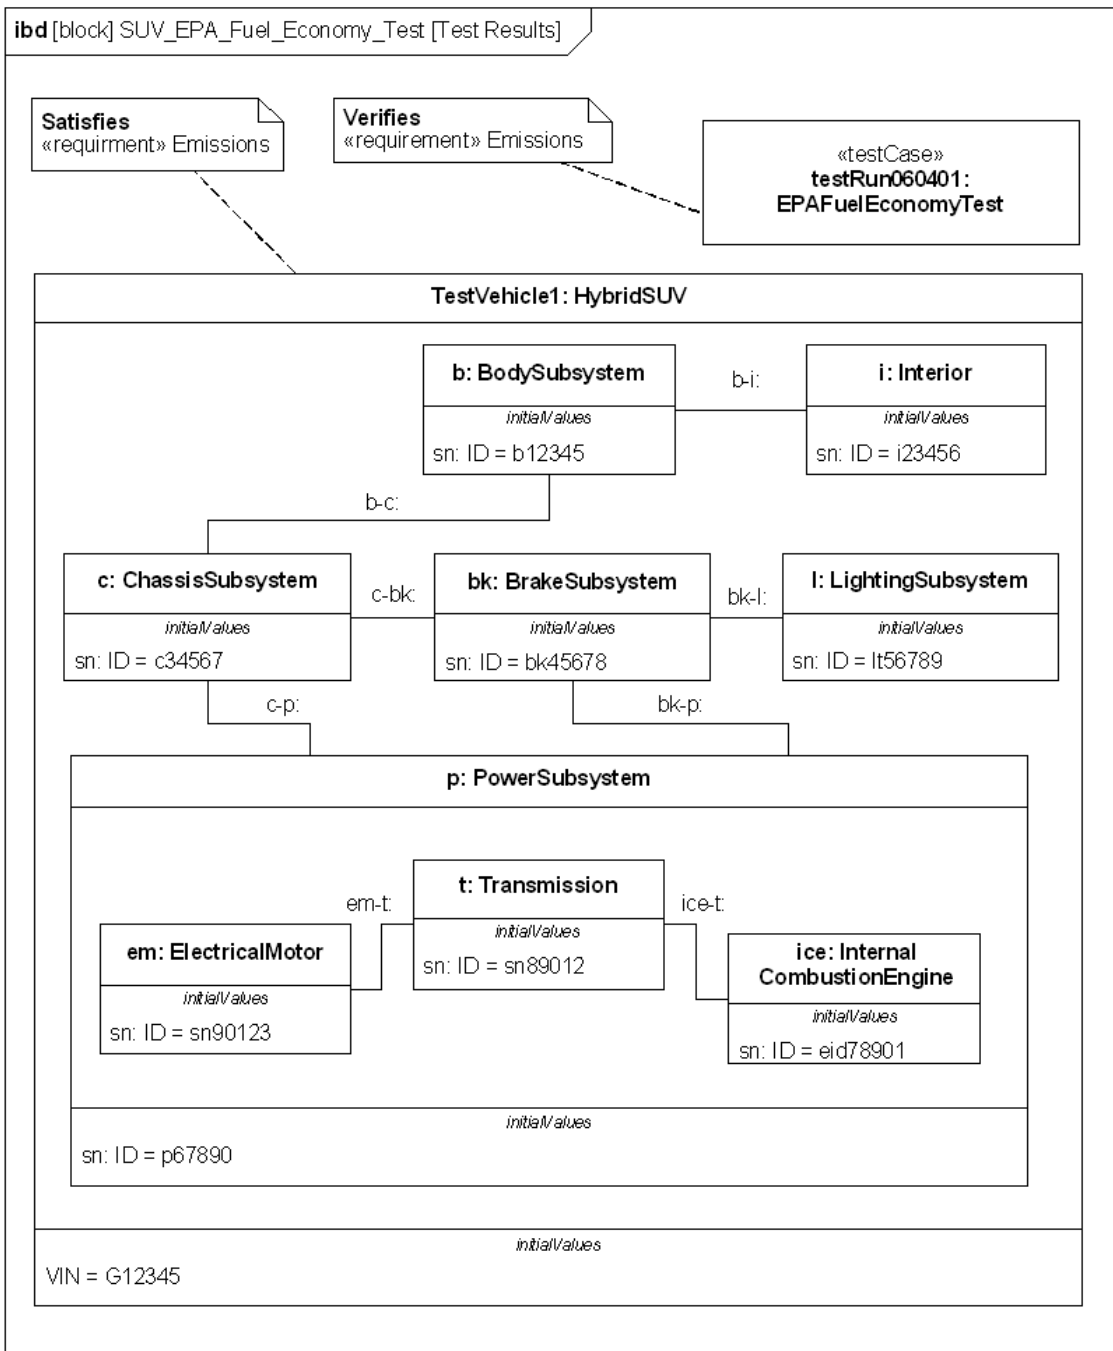 ibd [block] SUV_EPA_Fuel_Economy_Test [Test Results]
Satisfies
«requirment» Emissions
Verifies
«requirement» Emissions
«testCase»
testRun060401:
EPAFuelEconomyTest
TestVehicle1: HybridSUV
b: BodySubsystem
initialValues
sn: ID = b12345
b-i:
i: Interior
initialValues
sn: ID = i23456
b-c:
c: ChassisSubsystem
initialValues
sn: ID = c34567
c-bk:
bk: BrakeSubsystem
initialValues
sn: ID = bk45678
bk-l:
l: LightingSubsystem
initialValues
sn: ID = lt56789
c-p:
bk-p:
p: PowerSubsystem
em-t:
t: Transmission
initialValues
sn: ID = sn89012
ice-t:
em: ElectricalMotor
initialValues
sn: ID = sn90123
ice: Internal
CombustionEngine
initialValues
sn: ID = eid78901
initialValues
sn: ID = p67890
initialValues
VIN = G12345